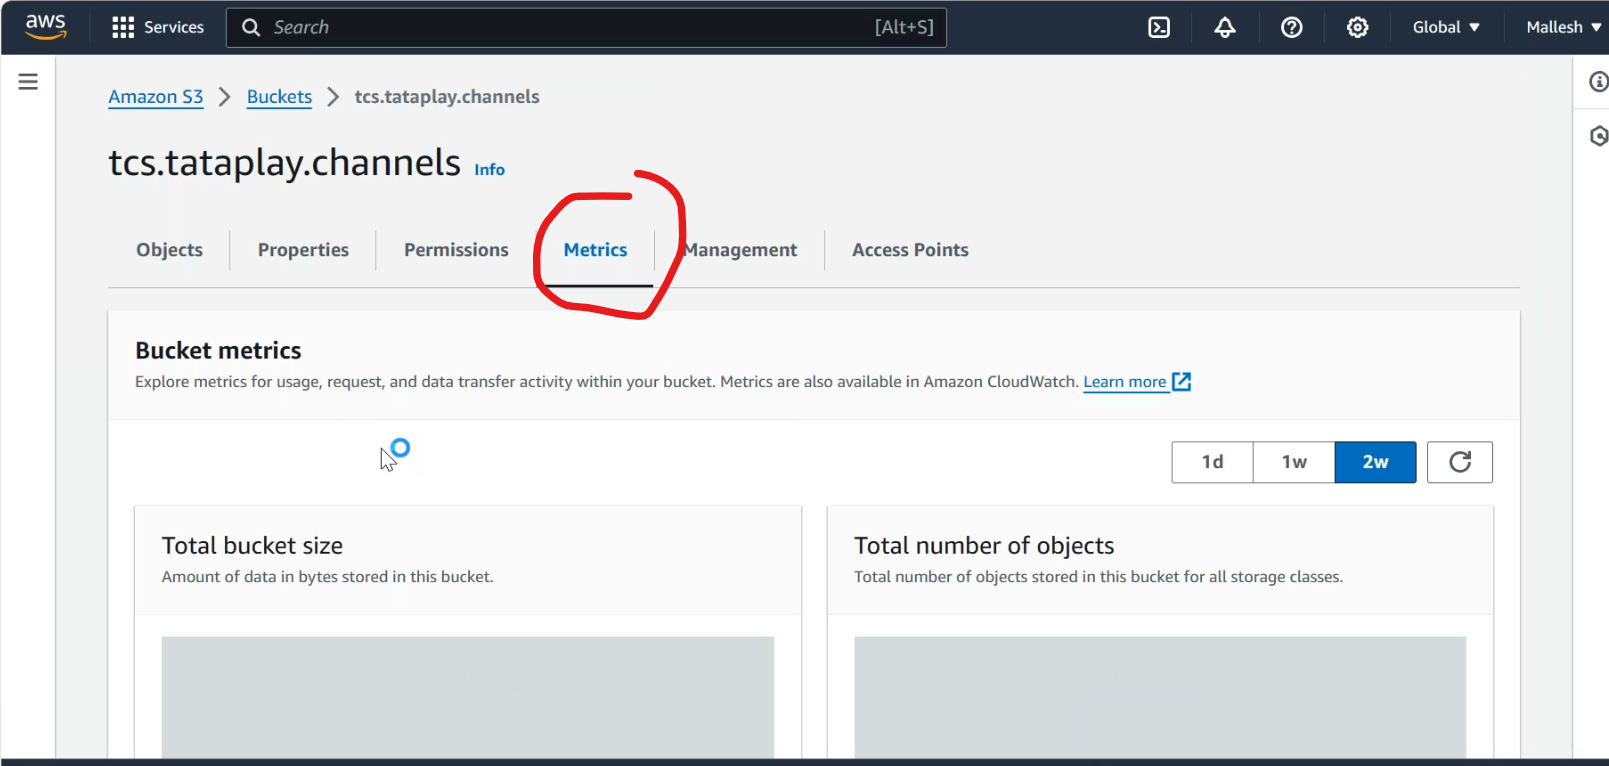 aws Services Search [Alt+S] Global Mallesh
Amazon S3 > Buckets > tcs.tataplay.channels
tcs.tataplay.channels Info
Objects Properties Permissions Metrics Management Access Points
Bucket metrics
Explore metrics for usage, request, and data transfer activity within your bucket. Metrics are also available in Amazon CloudWatch. Learn more
1d 1w 2w
Total bucket size
Amount of data in bytes stored in this bucket.
Total number of objects
Total number of objects stored in this bucket for all storage classes.